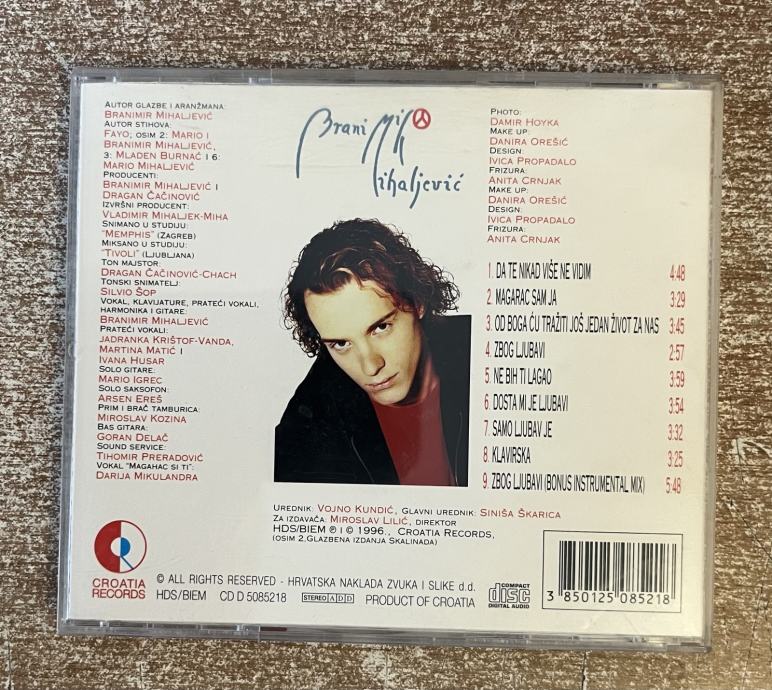 AUTOR GLAZBE I ARANŽMANA:
BRANIMIR MIHALJEVIĆ
AUTOR STIHOVA:
FAYO; OSIM 2: MARIO I
BRANIMIR MIHALJEVIĆ,
3: MLADEN BURNAĆ I 6:
MARIO MIHALJEVIĆ
PRODUCENTI:
BRANIMIR MIHALJEVIĆ I
DRAGAN ČAČINOVIĆ
IZVRŠNI PRODUCENT:
VLADIMIR MIHALJEK-MIHA
SNIMANO U STUDIJU:
"MEMPHIS" (ZAGREB)
MIKSANO U STUDIJU:
"TIVOLI" (LJUBLJANA)
TON MAJSTOR:
DRAGAN ČAČINOVIĆ-CHACH
TONSKI SNIMATELJ:
SILVIO ŠOP
VOKAL, KLAVIJATURE, PRATEĆI VOKALI,
HARMONIKA I GITARE:
BRANIMIR MIHALJEVIĆ
PRATEĆI VOKALI:
JADRANKA KRIŠTOF-VANDA,
MARTINA MATIĆ I
IVANA HUSAR
SOLO GITARE:
MARIO IGREC
SOLO SAKSOFON:
ARSEN EREŠ
PRIM I BRAČ TAMBURICA:
MIROSLAV KOZINA
BAS GITARA:
GORAN DELAČ
SOUND SERVICE:
TIHOMIR PRERADOVIĆ
VOKAL "MAGAHAC SI TI":
DARIJA MIKULANDRA
Branimir
Mihaljević
PHOTO:
DAMIR HOYKA
MAKE UP:
DANIRA OREŠIĆ
DESIGN:
IVICA PROPADALO
FRIZURA:
ANITA CRNJAK
MAKE UP:
DANIRA OREŠIĆ
DESIGN:
IVICA PROPADALO
FRIZURA:
ANITA CRNJAK
1. DA TE NIKAD VIŠE NE VIDIM 4:48
2. MAGARAC SAM JA 3:29
3. OD BOGA ĆU TRAŽITI JOŠ JEDAN ŽIVOT ZA NAS 3:45
4. ZBOG LJUBAVI 2:57
5. NE BIH TI LAGAO 3:59
6. DOSTA MI JE LJUBAVI 3:54
7. SAMO LJUBAV JE 3:32
8. KLAVIRSKA 3:25
9. ZBOG LJUBAVI (BONUS INSTRUMENTAL MIX) 5:48
UREDNIK: VOJNO KUNDIĆ, GLAVNI UREDNIK: SINIŠA ŠKARICA
ZA IZDAVAČA: MIROSLAV LILIĆ, DIREKTOR
HDS/BIEM ℗ I © 1996., CROATIA RECORDS,
(OSIM 2,GLAZBENA IZDANJA SKALINADA)
CROATIA
RECORDS
© ALL RIGHTS RESERVED - HRVATSKA NAKLADA ZVUKA I SLIKE d.d.
HDS/BIEM CD D 5085218 STEREO ADD PRODUCT OF CROATIA
COMPACT
disc
DIGITAL AUDIO
3 850125 085218